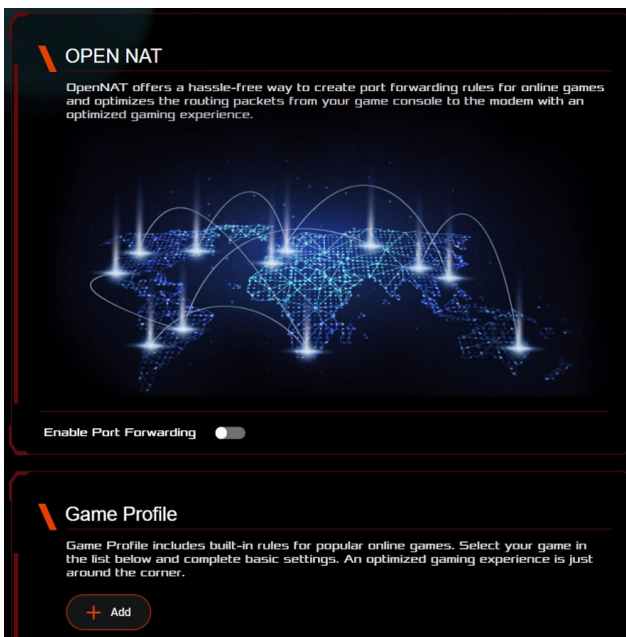 OPEN NAT
OpenNAT offers a hassle-free way to create port forwarding rules for online games
and optimizes the routing packets from your game console to the modem with an
optimized gaming experience.
Enable Port Forwarding
Game Profile
Game Profile includes built-in rules for popular online games. Select your game in
the list below and complete basic settings. An optimized gaming experience is just
around the corner.
Add